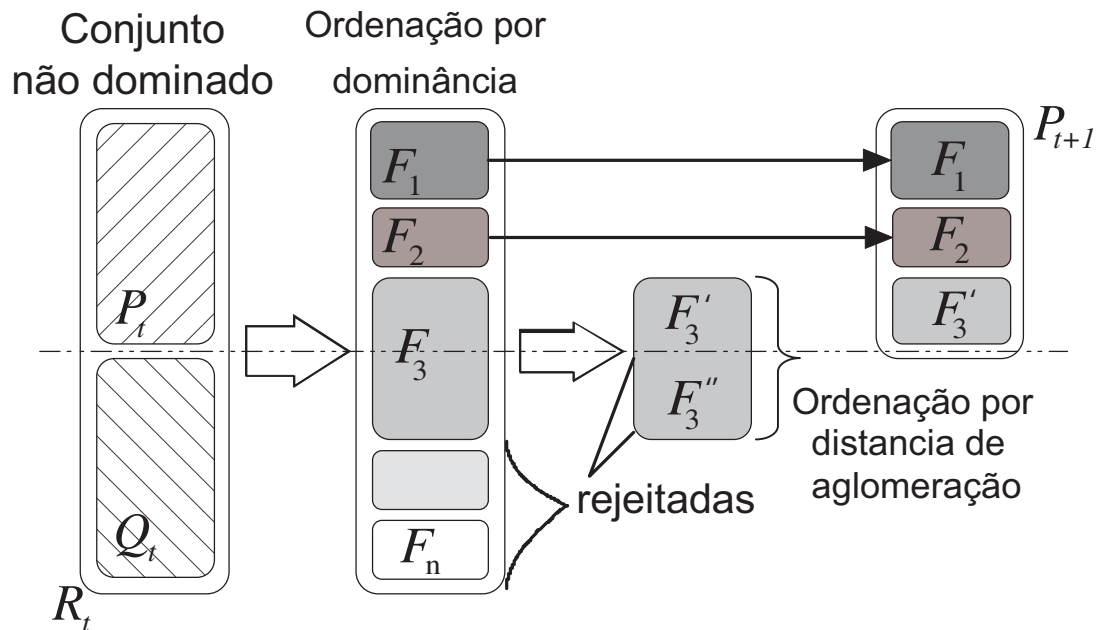 Conjunto
não dominado
Ordenação por
dominância
P_{t+1}
F_1
F_1
F_2
F_2
P_t
F_3
F_3'
F_3'
F_3''
Ordenação por
distancia de
aglomeração
rejeitadas
Q_t
F_n
R_t